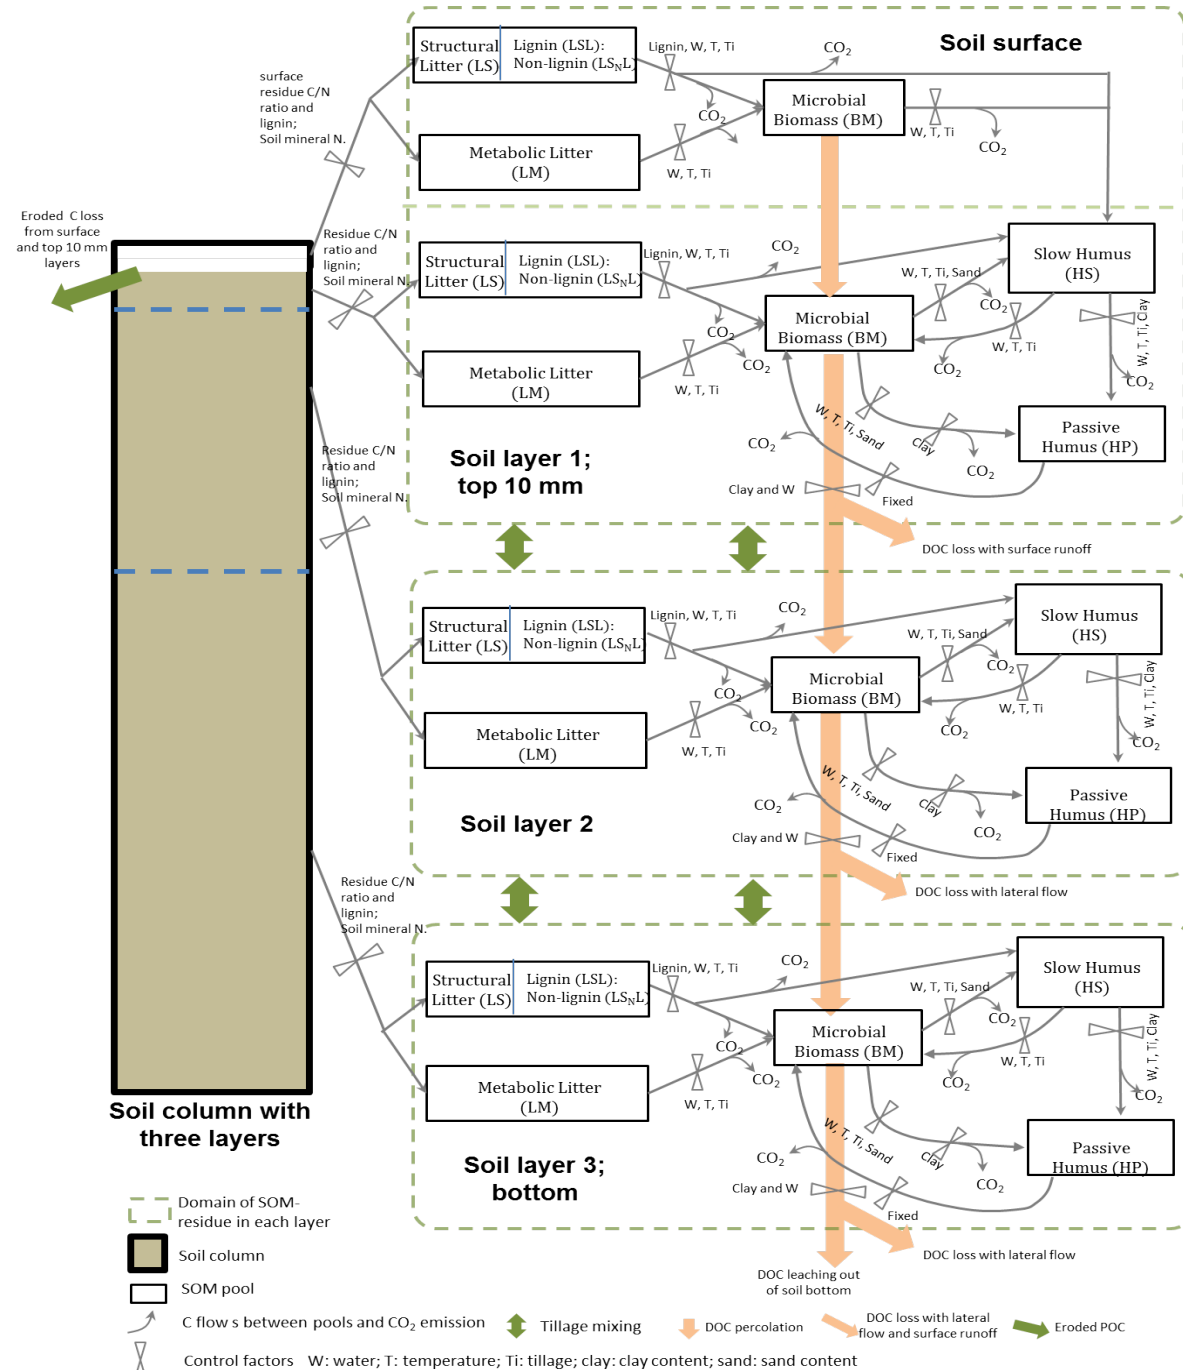 Structural
Litter (LS)
Lignin (LSL):
Non-lignin (LSNL)
Lignin, W, T, Ti
CO2
Soil surface
surface
residue C/N
ratio and
lignin;
Soil mineral N.
CO2
Microbial
Biomass (BM)
W, T, Ti
CO2
Metabolic Litter
(LM)
W, T, Ti
Eroded C loss
from surface
and top 10 mm
layers
Residue C/N
ratio and
lignin;
Soil mineral N.
Structural
Litter (LS)
Lignin (LSL):
Non-lignin (LSNL)
Lignin, W, T, Ti
CO2
Slow Humus
(HS)
W, T, Ti, Sand
CO2
CO2
Microbial
Biomass (BM)
W, T, Ti
CO2
W, T, Ti, Clay
CO2
Metabolic Litter
(LM)
CO2
W, T, Ti
W, T, Ti, Sand
Clay
CO2
CO2
Passive
Humus (HP)
Soil layer 1;
top 10 mm
Clay and W
Fixed
DOC loss with surface runoff
Residue C/N
ratio and
lignin;
Soil mineral N.
Structural
Litter (LS)
Lignin (LSL):
Non-lignin (LSNL)
Lignin, W, T, Ti
CO2
Slow Humus
(HS)
W, T, Ti, Sand
CO2
CO2
Microbial
Biomass (BM)
W, T, Ti
CO2
W, T, Ti, Clay
CO2
Metabolic Litter
(LM)
CO2
W, T, Ti
W, T, Ti, Sand
Clay
CO2
CO2
Passive
Humus (HP)
Soil layer 2
Clay and W
Fixed
DOC loss with lateral flow
Residue C/N
ratio and
lignin;
Soil mineral N.
Structural
Litter (LS)
Lignin (LSL):
Non-lignin (LSNL)
Lignin, W, T, Ti
CO2
Slow Humus
(HS)
W, T, Ti, Sand
CO2
CO2
Microbial
Biomass (BM)
W, T, Ti
CO2
W, T, Ti, Clay
CO2
Metabolic Litter
(LM)
CO2
W, T, Ti
W, T, Ti, Sand
Clay
CO2
CO2
Passive
Humus (HP)
Soil layer 3;
bottom
Clay and W
Fixed
DOC loss with lateral flow
DOC leaching out
of soil bottom
Soil column with
three layers
Domain of SOM-
residue in each layer
Soil column
SOM pool
C flow s between pools and CO2 emission
Tillage mixing
DOC percolation
DOC loss with lateral
flow and surface runoff
Eroded POC
Control factors W: water; T: temperature; Ti: tillage; clay: clay content; sand: sand content